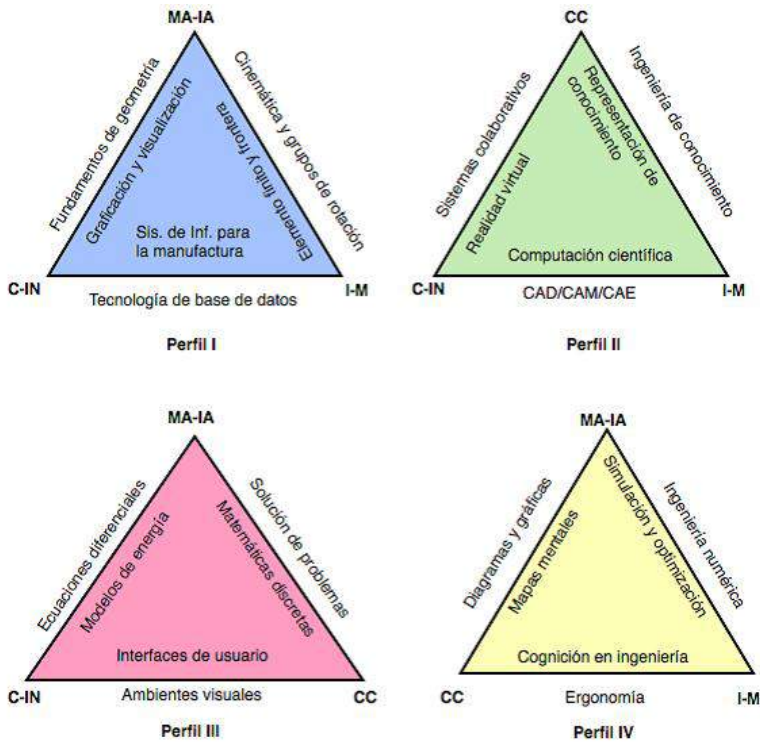 MA-IA
Fundamentos de geometría
Graficación y visualización
Cinemática y grupos de rotación
Elemento finito y frontera
Sis. de Inf. para
la manufactura
C-IN
I-M
Tecnología de base de datos
Perfil I
CC
Sistemas colaborativos
Realidad virtual
Representación de
conocimiento
Ingeniería de conocimiento
Computación científica
C-IN
I-M
CAD/CAM/CAE
Perfil II
MA-IA
Ecuaciones diferenciales
Modelos de energía
Solución de problemas
Matemáticas discretas
Interfaces de usuario
C-IN
CC
Ambientes visuales
Perfil III
MA-IA
Diagramas y gráficas
Mapas mentales
Simulación y optimización
Ingeniería numérica
Cognición en ingeniería
CC
I-M
Ergonomía
Perfil IV